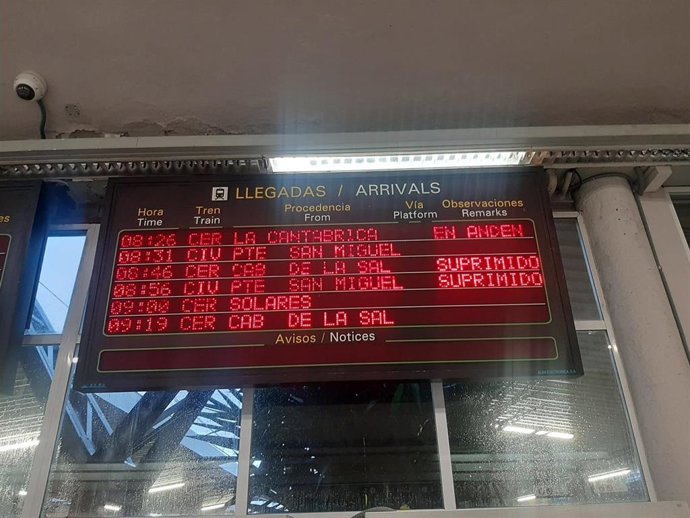 LLEGADAS / ARRIVALS
Hora Tren Procedencia Vía Observaciones
Time Train From Platform Remarks
08:26 CER LA CANTABRICA EN ANDEN
08:31 CIV PTE SAN MIGUEL
08:46 CER CAB DE LA SAL SUPRIMIDO
08:56 CIV PTE SAN MIGUEL SUPRIMIDO
09:00 CER SOLARES
09:19 CER CAB DE LA SAL
Avisos / Notices